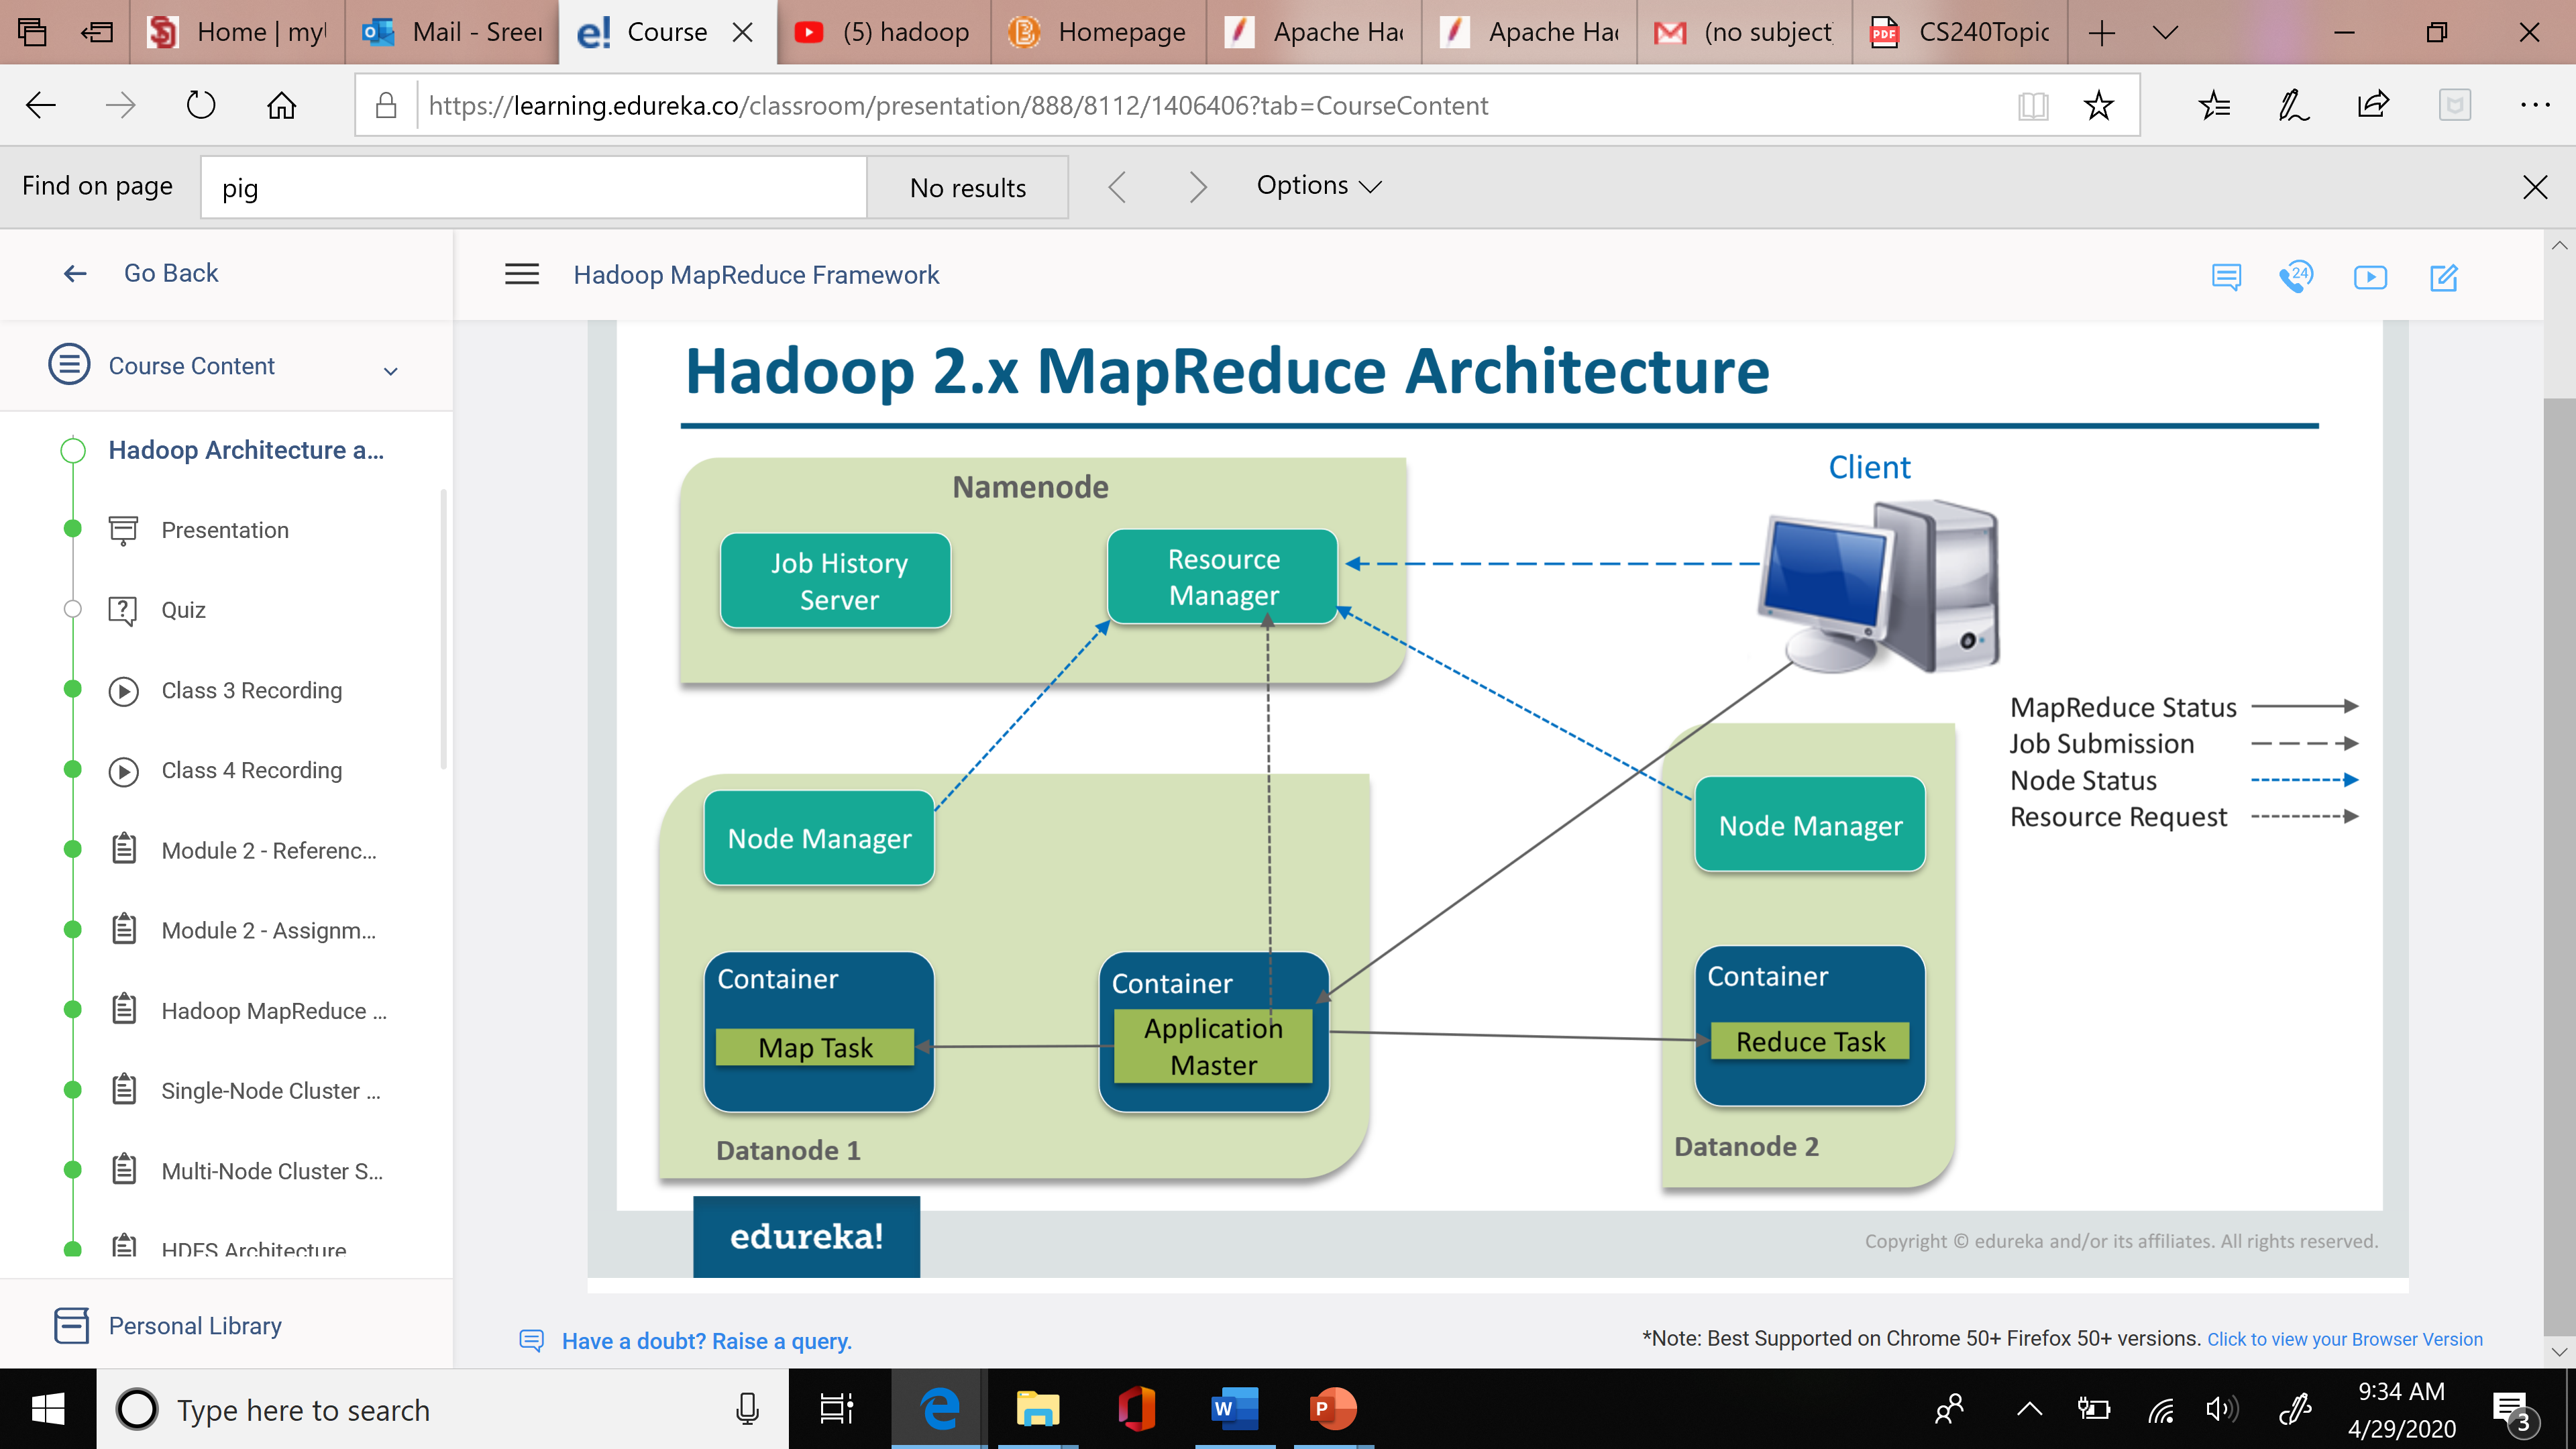 Home | my
Mail - Sreer
Course
(5) hadoop
Homepage
Apache Ha
Apache Ha
(no subject
PDF
CS240Topic
https://learning.edureka.co/classroom/presentation/888/8112/1406406?tab=CourseContent
Find on page
pig
No results
Options
Go Back
Hadoop MapReduce Framework
24
Course Content
Hadoop Architecture a...
Presentation
Quiz
Class 3 Recording
Class 4 Recording
Module 2 - Referenc...
Module 2 - Assignm...
Hadoop MapReduce ...
Single-Node Cluster ...
Multi-Node Cluster S...
HDFS Architecture
Personal Library
Hadoop 2.x MapReduce Architecture
Namenode
Job History
Server
Resource
Manager
Client
MapReduce Status
Job Submission
Node Status
Resource Request
Node Manager
Node Manager
Container
Map Task
Container
Application
Master
Container
Reduce Task
Datanode 1
Datanode 2
edureka!
Copyright © edureka and/or its affiliates. All rights reserved.
Have a doubt? Raise a query.
*Note: Best Supported on Chrome 50+ Firefox 50+ versions. Click to view your Browser Version
Type here to search
9:34 AM
4/29/2020
3